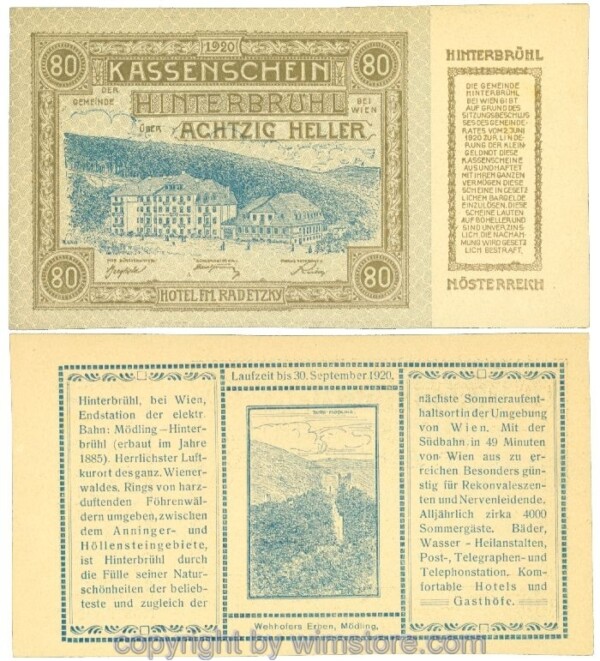 1920
80 80
KASSENSCHEIN
DER GEMEINDE HINTERBRÜHL BEI WIEN
ÜBER ACHTZIG HELLER
80 80
HOTEL F.M. RADETZKY
HINTERBRÜHL
DIE GEMEINDE
HINTERBRÜHL
BEI WIEN GIBT
AUF GRUND DES
SITZUNGSBESCHLUS
SES DES GEMEINDE-
RATES VOM 2. JUNI
1920 ZUR LINDE-
RUNG DER KLEIN-
GELDNOT DIESE
KASSENSCHEINE
AUS UND HAFTET
MIT IHREN GANZEN
VERMÖGEN DIESE
SCHEINE IN GESETZ
LICHEM BARGELDE
EINZULÖSEN. DIESE
SCHEINE LAUTEN
AUF 80 HELLER UND
SIND UNVERZINS-
LICH DIE NACHAH-
MUNG WIRD GESETZ
LICH BESTRAFT.
N.ÖSTERREICH
Laufzeit bis 30. September 1920.
Hinterbrühl, bei Wien,
Endstation der elektr.
Bahn: Mödling – Hinter-
brühl (erbaut im Jahre
1885). Herrlichster Luft-
kurort des ganz. Wiener-
waldes. Rings von harz-
duftenden Föhrenwäl-
dern umgeben, zwischen
dem Anninger- und
Höllensteingebiete,
ist Hinterbrühl durch
die Fülle seiner Natur-
schönheiten der belieb-
teste und zugleich der
nächste Sommeraufent-
haltsort in der Umgebung
von Wien. Mit der
Südbahn in 49 Minuten
von Wien aus zu er-
reichen Besonders gün-
stig für Rekonvaleszen-
ten und Nervenleidende.
Alljährlich zirka 4000
Sommergäste. Bäder,
Wasser - Heilanstalten,
Post-, Telegraphen- und
Telephonstation. Kom-
fortable Hotels und
Gasthöfe.
Wehhofers Erben, Mödling.
copyright by wimstore.com